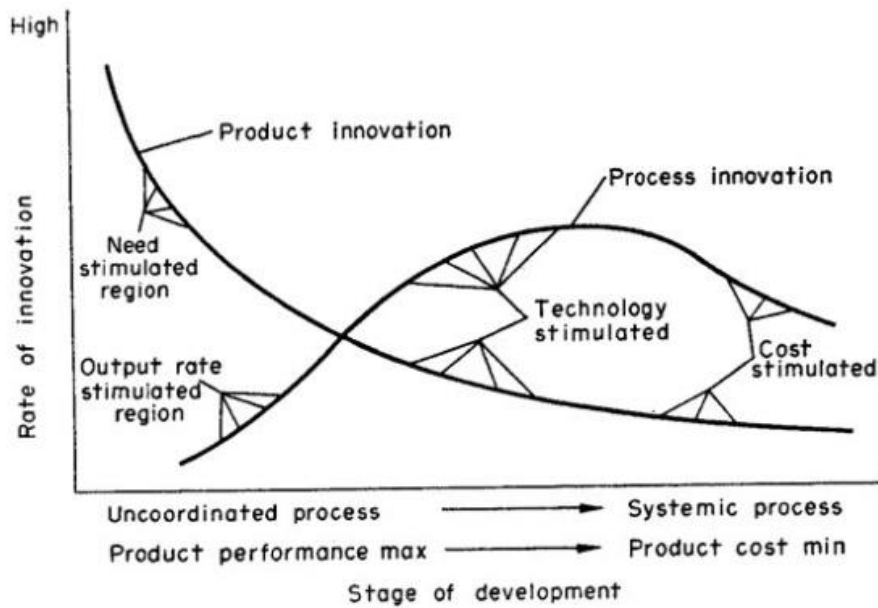 High
Product innovation
Process innovation
Need
stimulated
region
Technology
stimulated
Output rate
stimulated
region
Cost
stimulated
Rate of innovation
Uncoordinated process
Systemic process
Product performance max
Product cost min
Stage of development